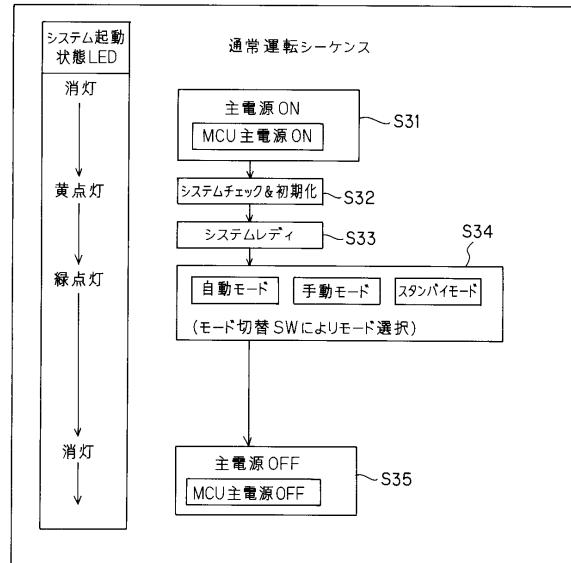 システム起動
状態LED
通常運転シーケンス
消灯
主電源ON
MCU主電源ON
S31
黄点灯
システムチェック&初期化
S32
システムレディ
S33
S34
緑点灯
自動モード
手動モード
スタンバイモード
(モード切替SWによりモード選択)
消灯
主電源OFF
MCU主電源OFF
S35